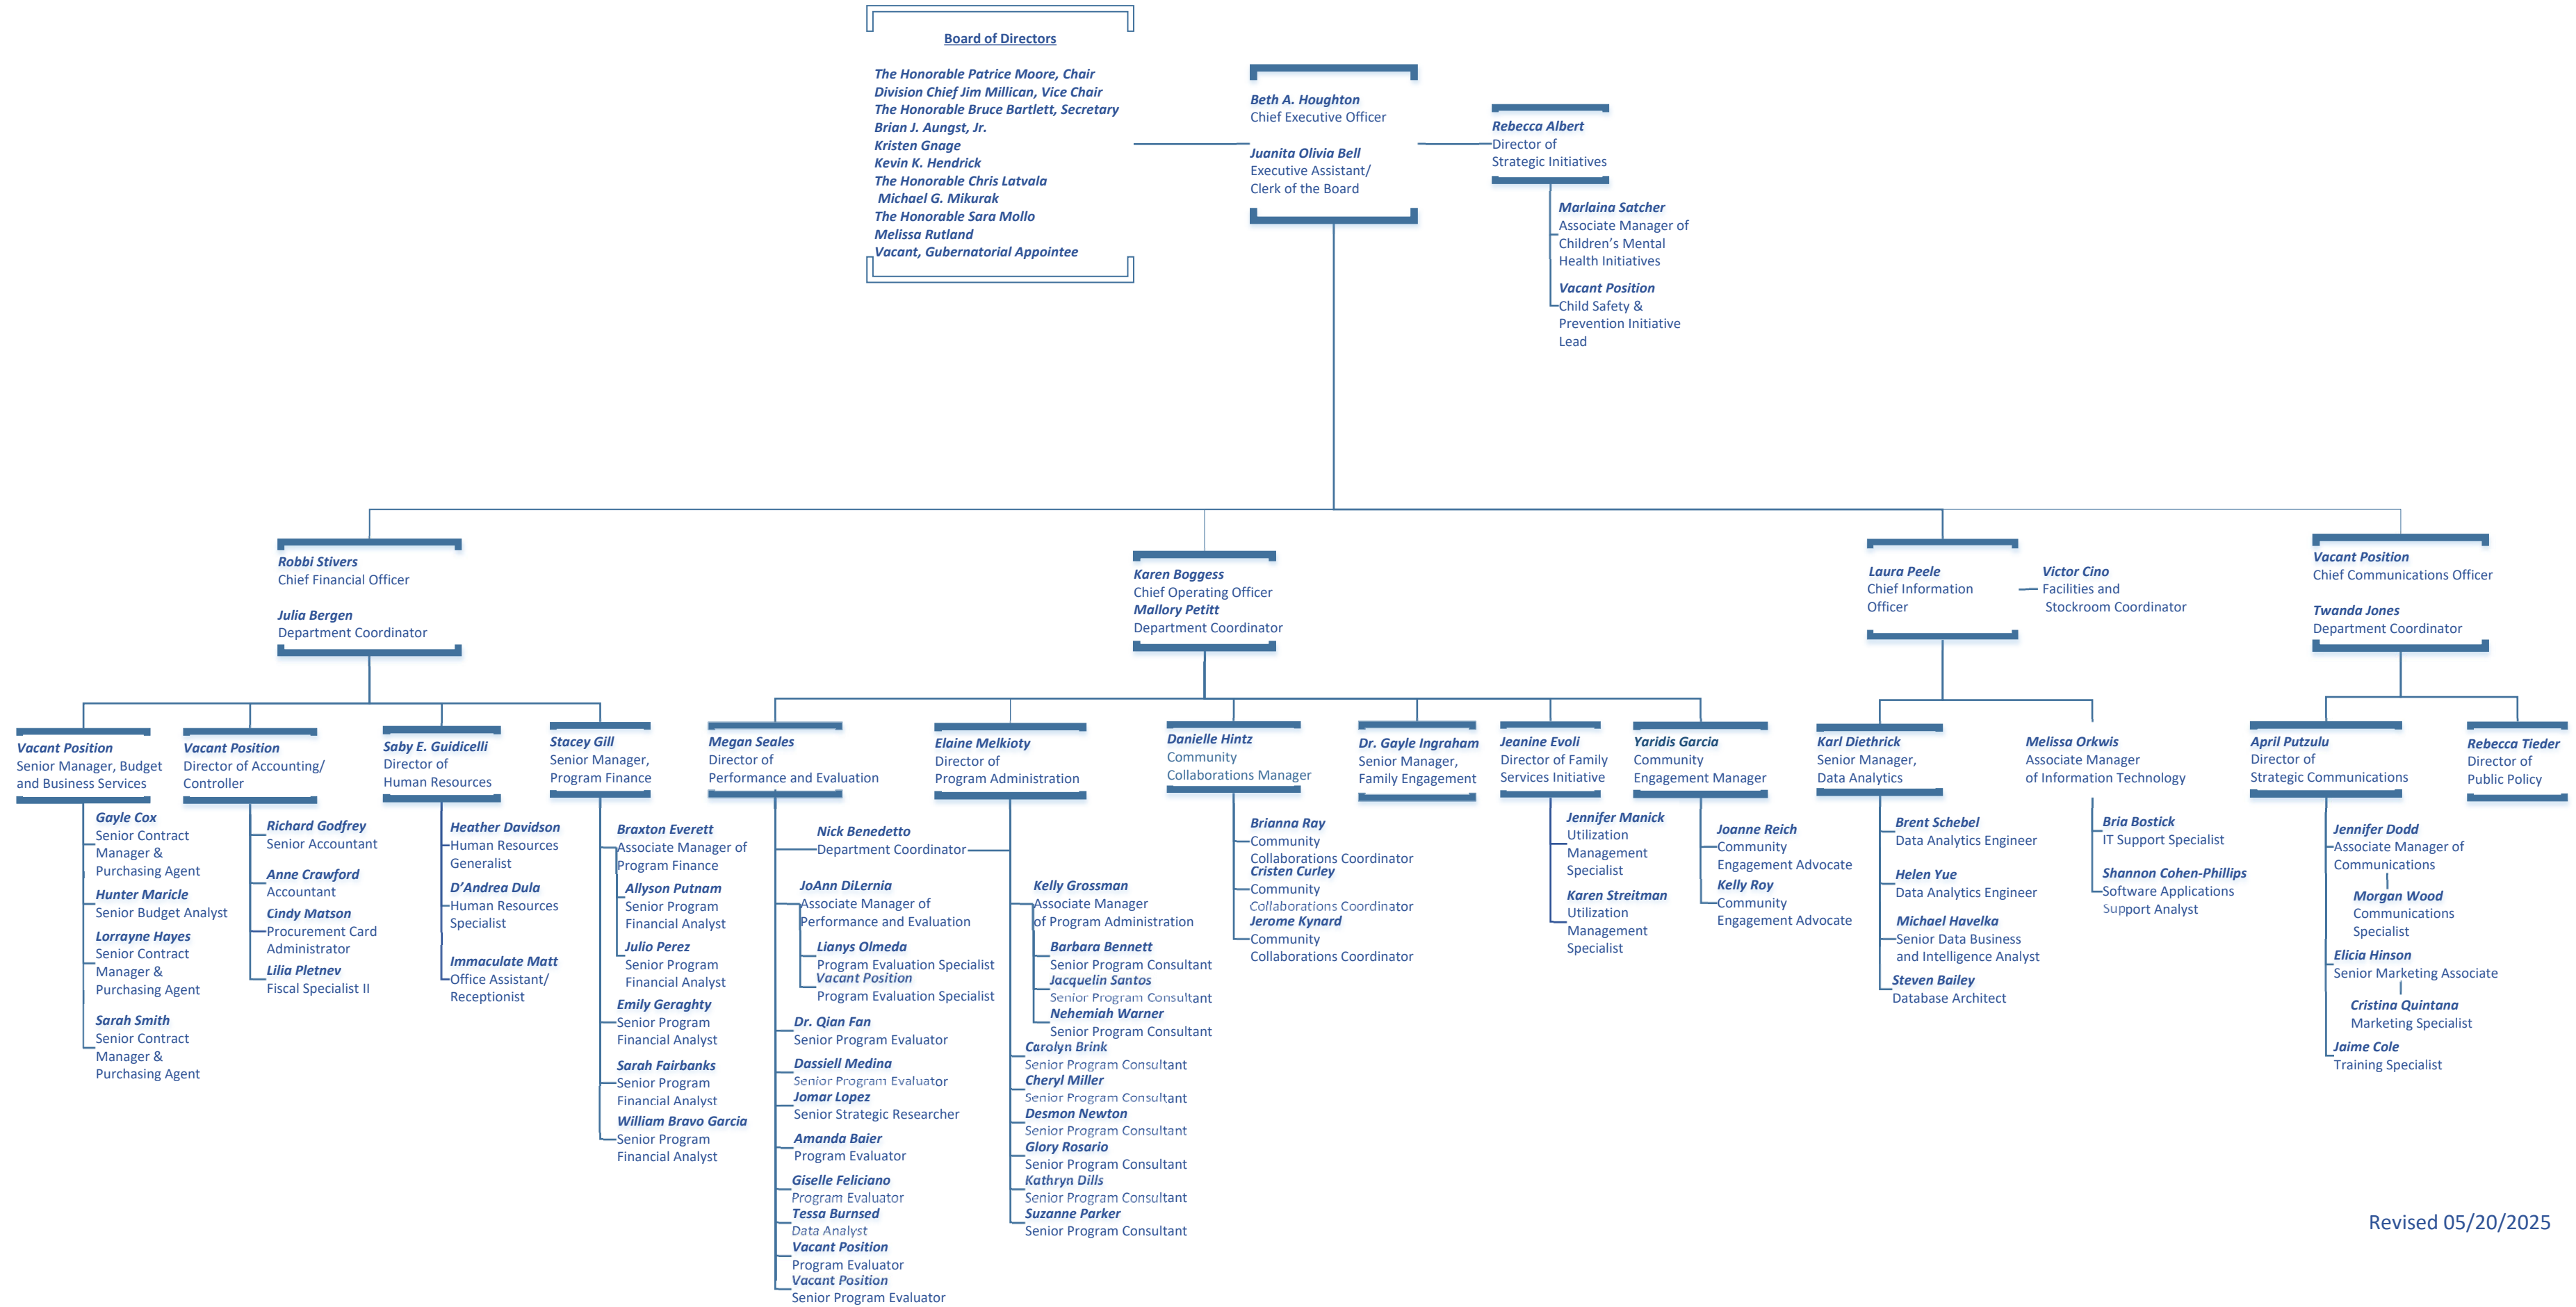 Board of Directors
The Honorable Patrice Moore, Chair
Division Chief Jim Millican, Vice Chair
The Honorable Bruce Bartlett, Secretary
Brian J. Aungst, Jr.
Kristen Gnage
Kevin K. Hendrick
The Honorable Chris Latvala
Michael G. Mikurak
The Honorable Sara Mollo
Melissa Rutland
Vacant, Gubernatorial Appointee
Beth A. Houghton
Chief Executive Officer
Juanita Olivia Bell
Executive Assistant/
Clerk of the Board
Rebecca Albert
Director of
Strategic Initiatives
Marlaina Satcher
Associate Manager of
Children’s Mental
Health Initiatives
Vacant Position
Child Safety &
Prevention Initiative
Lead
Robbi Stivers
Chief Financial Officer
Julia Bergen
Department Coordinator
Karen Boggess
Chief Operating Officer
Mallory Petitt
Department Coordinator
Laura Peele
Chief Information
Officer
Victor Cino
Facilities and
Stockroom Coordinator
Vacant Position
Chief Communications Officer
Twanda Jones
Department Coordinator
Vacant Position
Senior Manager, Budget
and Business Services
Gayle Cox
Senior Contract
Manager &
Purchasing Agent
Hunter Maricle
Senior Budget Analyst
Lorrayne Hayes
Senior Contract
Manager &
Purchasing Agent
Sarah Smith
Senior Contract
Manager &
Purchasing Agent
Vacant Position
Director of Accounting/
Controller
Richard Godfrey
Senior Accountant
Anne Crawford
Accountant
Cindy Matson
Procurement Card
Administrator
Lilia Pletnev
Fiscal Specialist II
Saby E. Guidicelli
Director of
Human Resources
Heather Davidson
Human Resources
Generalist
D’Andrea Dula
Human Resources
Specialist
Immaculate Matt
Office Assistant/
Receptionist
Stacey Gill
Senior Manager,
Program Finance
Braxton Everett
Associate Manager of
Program Finance
Allyson Putnam
Senior Program
Financial Analyst
Julio Perez
Senior Program
Financial Analyst
Emily Geraghty
Senior Program
Financial Analyst
Sarah Fairbanks
Senior Program
Financial Analyst
William Bravo Garcia
Senior Program
Financial Analyst
Megan Seales
Director of
Performance and Evaluation
Nick Benedetto
Department Coordinator
JoAnn DiLernia
Associate Manager of
Performance and Evaluation
Lianys Olmeda
Program Evaluation Specialist
Vacant Position
Program Evaluation Specialist
Dr. Qian Fan
Senior Program Evaluator
Dassiell Medina
Senior Program Evaluator
Jomar Lopez
Senior Strategic Researcher
Amanda Baier
Program Evaluator
Giselle Feliciano
Program Evaluator
Tessa Burnsed
Data Analyst
Vacant Position
Program Evaluator
Vacant Position
Senior Program Evaluator
Elaine Melkioty
Director of
Program Administration
Kelly Grossman
Associate Manager
of Program Administration
Barbara Bennett
Senior Program Consultant
Jacquelin Santos
Senior Program Consultant
Nehemiah Warner
Senior Program Consultant
Carolyn Brink
Senior Program Consultant
Cheryl Miller
Senior Program Consultant
Desmon Newton
Senior Program Consultant
Glory Rosario
Senior Program Consultant
Kathryn Dills
Senior Program Consultant
Suzanne Parker
Senior Program Consultant
Danielle Hintz
Community
Collaborations Manager
Brianna Ray
Community
Collaborations Coordinator
Cristen Curley
Community
Collaborations Coordinator
Jerome Kynard
Community
Collaborations Coordinator
Dr. Gayle Ingraham
Senior Manager,
Family Engagement
Jeanine Evoli
Director of Family
Services Initiative
Jennifer Manick
Utilization
Management
Specialist
Karen Streitman
Utilization
Management
Specialist
Yaridis Garcia
Community
Engagement Manager
Joanne Reich
Community
Engagement Advocate
Kelly Roy
Community
Engagement Advocate
Karl Diethrick
Senior Manager,
Data Analytics
Brent Schebel
Data Analytics Engineer
Helen Yue
Data Analytics Engineer
Michael Havelka
Senior Data Business
and Intelligence Analyst
Steven Bailey
Database Architect
Melissa Orkwis
Associate Manager
of Information Technology
Bria Bostick
IT Support Specialist
Shannon Cohen-Phillips
Software Applications
Support Analyst
April Putzulu
Director of
Strategic Communications
Jennifer Dodd
Associate Manager of
Communications
Morgan Wood
Communications
Specialist
Elicia Hinson
Senior Marketing Associate
Cristina Quintana
Marketing Specialist
Jaime Cole
Training Specialist
Rebecca Tieder
Director of
Public Policy
Revised 05/20/2025